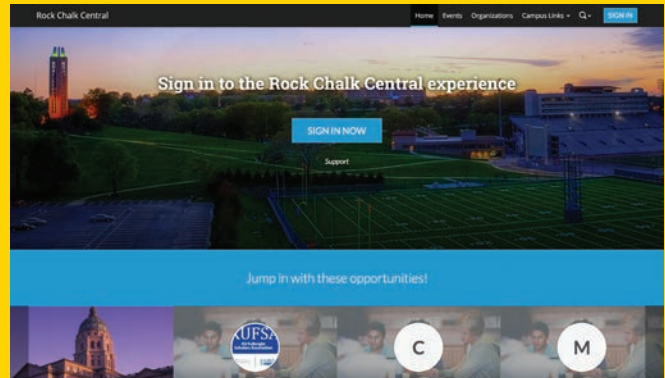 Rock Chalk Central
Home Events Organizations Campus Links SIGN IN
Sign in to the Rock Chalk Central experience
SIGN IN NOW
Support
Jump in with these opportunities!
KUFSA
C
M